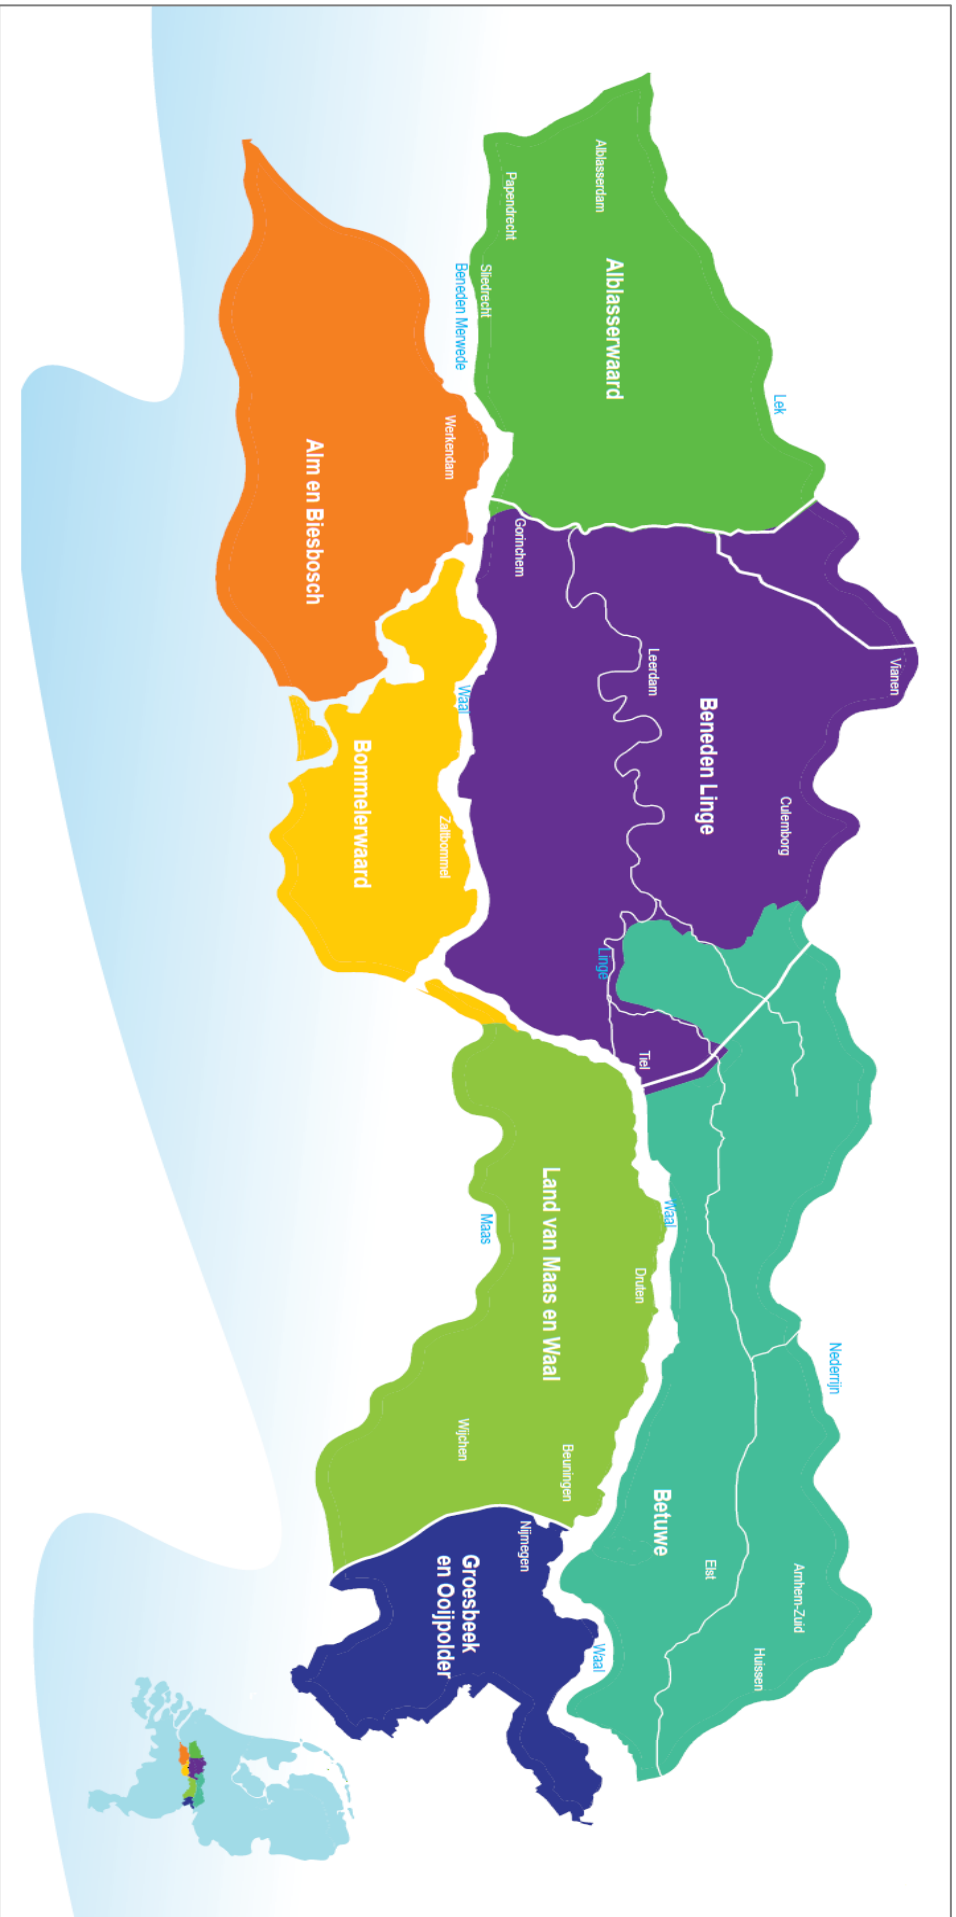 Lek
Vianen
Alblasserdam
Alblasserwaard
Culemborg
Nederrijn
Arnhem-Zuid
Huissen
Papendrecht
Sliedrecht
Beneden Merwede
Beneden Linge
Leerdam
Gorinchem
Linge
Tiel
Waal
Betuwe
Elst
Werkendam
Waal
Zaltbommel
Druten
Land van Maas en Waal
Beuningen
Waal
Alm en Biesbosch
Bommelerwaard
Maas
Wijchen
Nijmegen
Groesbeek
en Ooijpolder